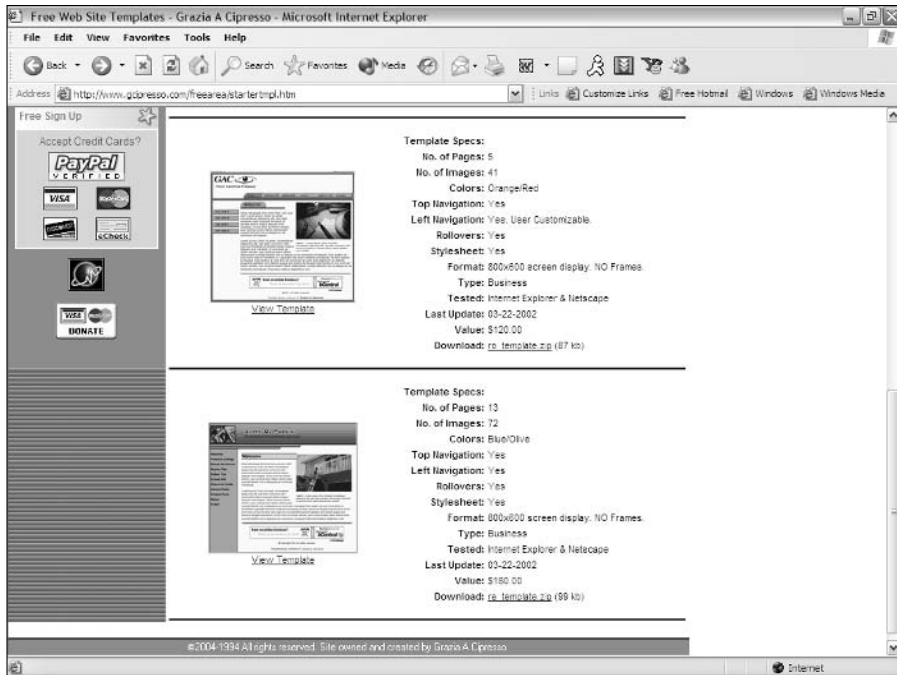 Free Web Site Templates - Grazia A Cipresso - Microsoft Internet Explorer
File Edit View Favorites Tools Help
Back Search Favorites Media
Address http://www.gcipresso.com/freearea/startertmpl.htm Links Customize Links Free Hotmail Windows Windows Media
Free Sign Up
Accept Credit Cards?
PayPal
VERIFIED
VISA MasterCard
DISCOVER eCheck
VISA
DONATE
GAC
View Template
Template Specs:
No. of Pages: 5
No. of Images: 41
Colors: Orange/Red
Top Navigation: Yes
Left Navigation: Yes. User Customizable.
Rollovers: Yes
Stylesheet: Yes
Format: 800x600 screen display. NO Frames.
Type: Business
Tested: Internet Explorer & Netscape
Last Update: 03-22-2002
Value: $120.00
Download: ro_template.zip (87 kb)
View Template
Template Specs:
No. of Pages: 13
No. of Images: 72
Colors: Blue/Olive
Top Navigation: Yes
Left Navigation: Yes
Rollovers: Yes
Stylesheet: Yes
Format: 800x600 screen display. NO Frames.
Type: Business
Tested: Internet Explorer & Netscape
Last Update: 03-22-2002
Value: $160.00
Download: re_template.zip (99 kb)
©2004-1994 All rights reserved. Site owned and created by Grazia A Cipresso
Internet